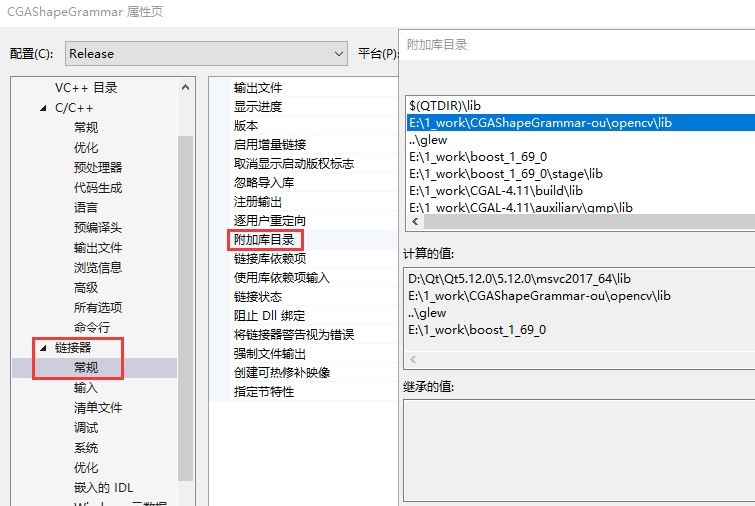 CGAShapeGrammar 属性页
配置(C):
Release
平台(P):
VC++ 目录
C/C++
常规
优化
预处理器
代码生成
语言
预编译头
输出文件
浏览信息
高级
所有选项
命令行
链接器
常规
输入
清单文件
调试
系统
优化
嵌入的 IDL
输出文件
显示进度
版本
启用增量链接
取消显示启动版权标志
忽略导入库
注册输出
逐用户重定向
附加库目录
链接库依赖项
使用库依赖项输入
链接状态
阻止 Dll 绑定
将链接器警告视为错误
强制文件输出
创建可热修补映像
指定节特性
附加库目录
$(QTDIR)\lib
E:\1_work\CGAShapeGrammar-ou\opencv\lib
..\glew
E:\1_work\boost_1_69_0
E:\1_work\boost_1_69_0\stage\lib
E:\1_work\CGAL-4.11\build\lib
E:\1_work\CGAL-4.11\auxiliary\gmp\lib
计算的值:
D:\Qt\Qt5.12.0\5.12.0\msvc2017_64\lib
E:\1_work\CGAShapeGrammar-ou\opencv\lib
..\glew
E:\1_work\boost_1_69_0
继承的值: